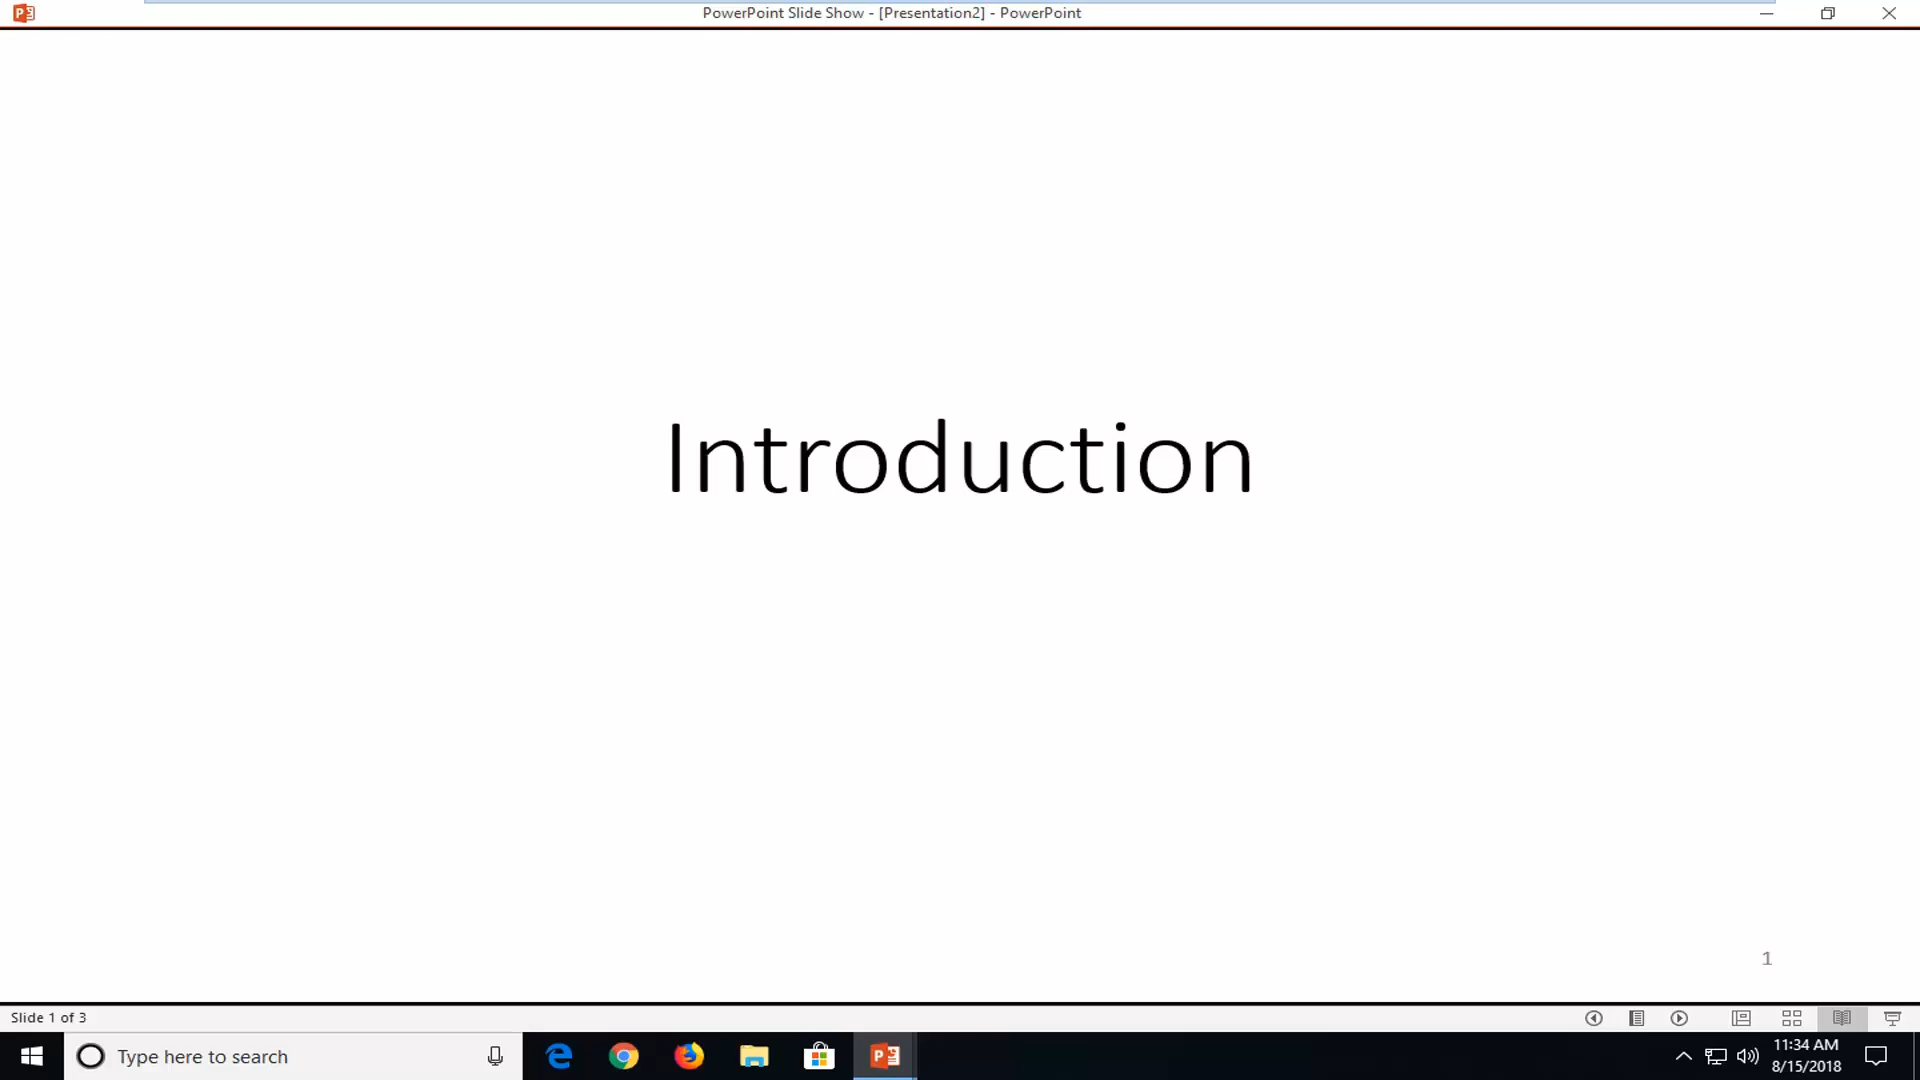 PowerPoint Slide Show - [Presentation2] - PowerPoint
Introduction
1
Slide 1 of 3
Type here to search
11:34 AM
8/15/2018